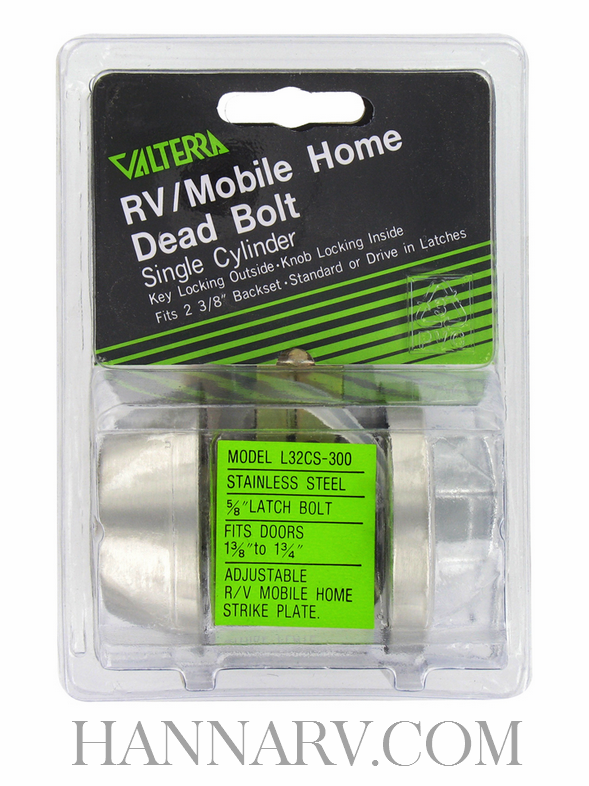 VALTERRA
RV/Mobile Home
Dead Bolt
Single Cylinder
Key Locking Outside·Knob Locking Inside
Fits 2 3/8" Backset·Standard or Drive in Latches
MODEL L32CS-300
STAINLESS STEEL
5/8" LATCH BOLT
FITS DOORS
1 3/8" to 1 3/4"
ADJUSTABLE
R/V MOBILE HOME
STRIKE PLATE.
HANNARV.COM